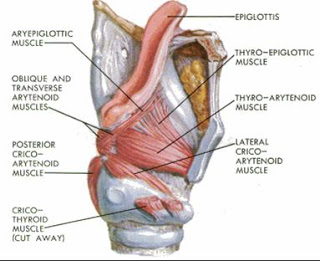 EPIGLOTTIS
ARYEPIGLOTTIC
MUSCLE
THYRO-EPIGLOTTIC
MUSCLE
OBLIQUE AND
TRANSVERSE
ARYTENOID
MUSCLES
THYRO-ARYTENOID
MUSCLE
POSTERIOR
CRICO-
ARYTENOID
MUSCLE
LATERAL
CRICO-
ARYTENOID
MUSCLE
CRICO-
THYROID
MUSCLE
(CUT AWAY)